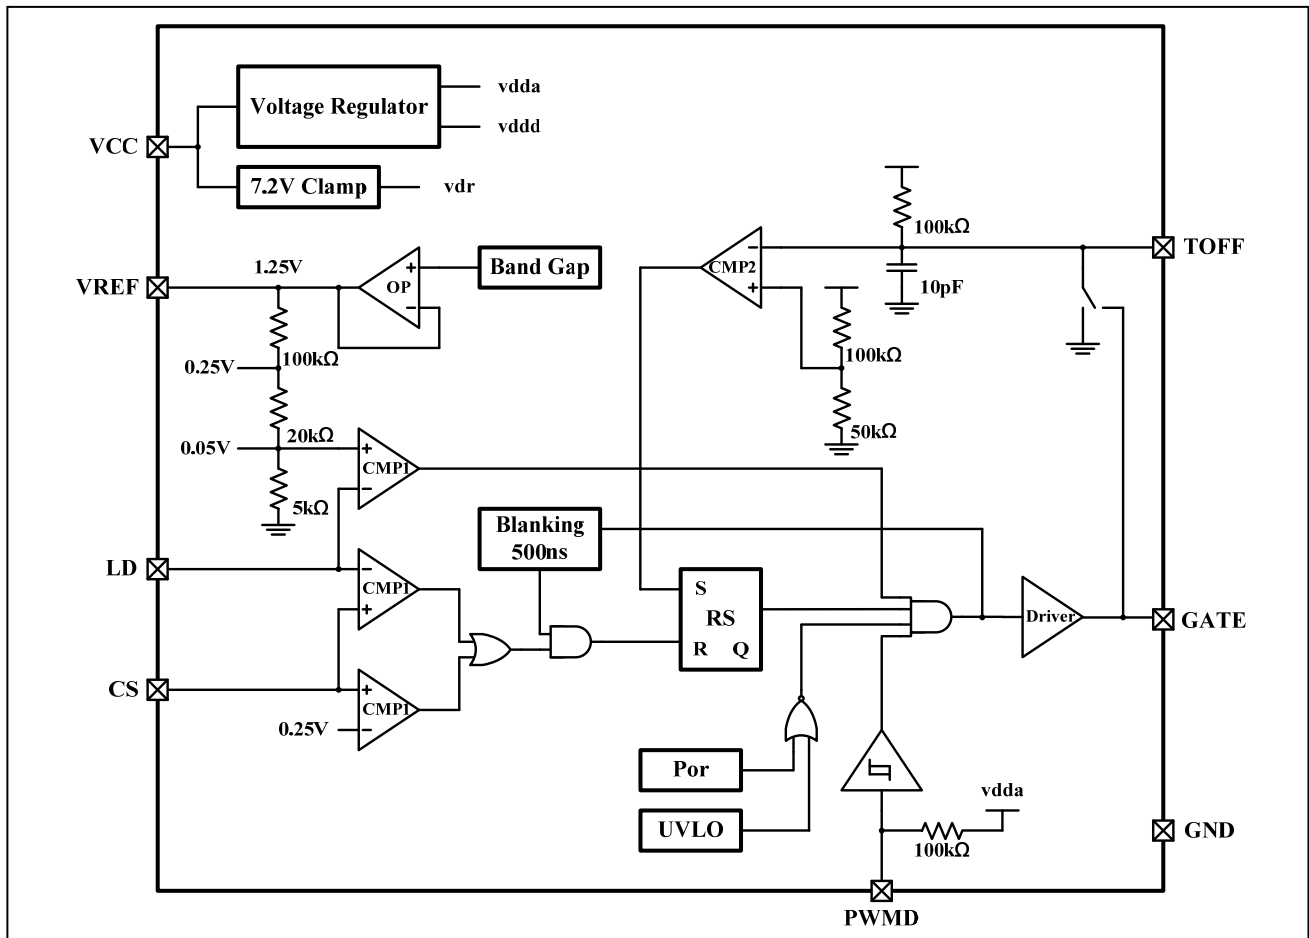 Voltage Regulator
vdda
vddd
VCC
7.2V Clamp
vdr
100kΩ
TOFF
CMP2
−
+
10pF
Band Gap
1.25V
VREF
OP
+
−
100kΩ
0.25V
100kΩ
20kΩ
50kΩ
0.05V
CMP1
+
−
5kΩ
Blanking
500ns
LD
CMP1
−
+
S
RS
R
Q
Driver
GATE
CS
CMP1
+
−
0.25V
Por
UVLO
vdda
100kΩ
GND
PWMD